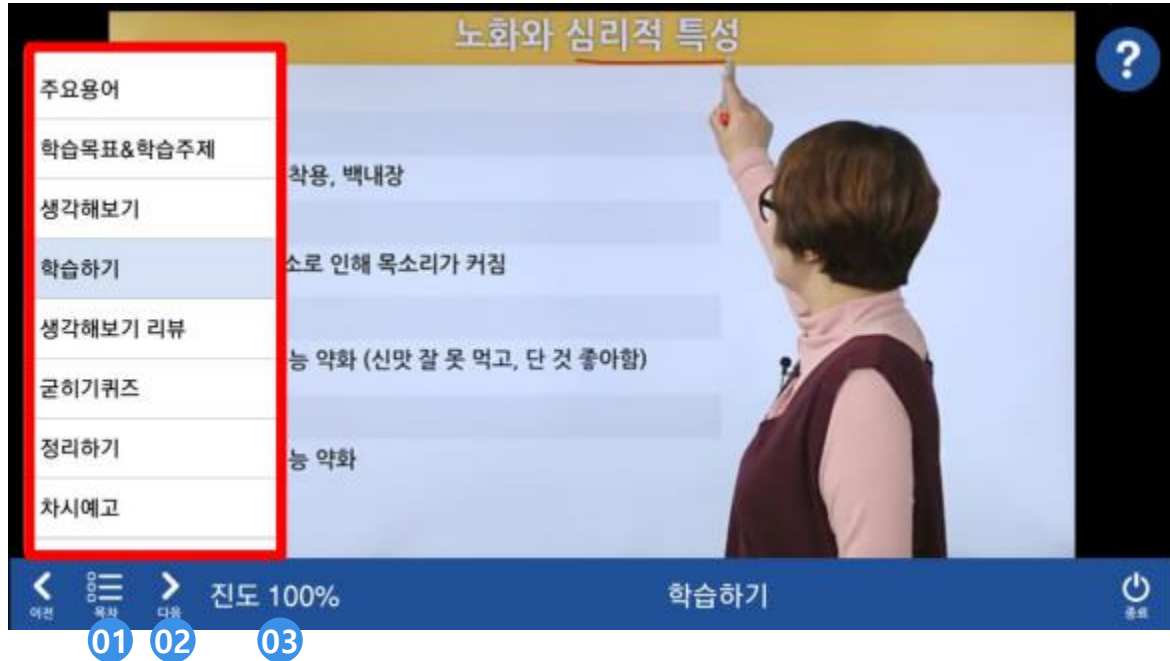 노화와 심리적 특성
?
주요용어
학습목표&학습주제
생각해보기
학습하기
생각해보기 리뷰
굳히기퀴즈
정리하기
차시예고
착용, 백내장
소로 인해 목소리가 커짐
능 약화 (신맛 잘 못 먹고, 단 것 좋아함)
능 약화
이전
목차
다음
진도 100%
학습하기
종료
01
02
03